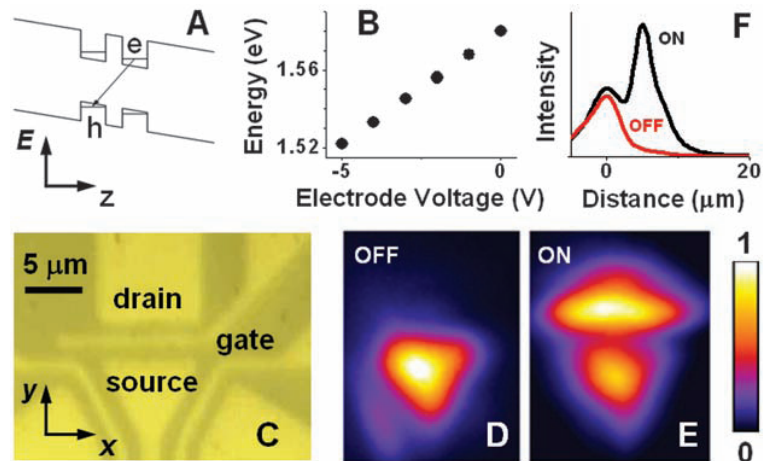 A
e
h
E
z
B
Energy (eV)
1.56
1.52
-5
0
Electrode Voltage (V)
F
ON
OFF
Intensity
0
20
Distance (μm)
5 μm
drain
gate
source
y
x
C
OFF
D
ON
E
1
0